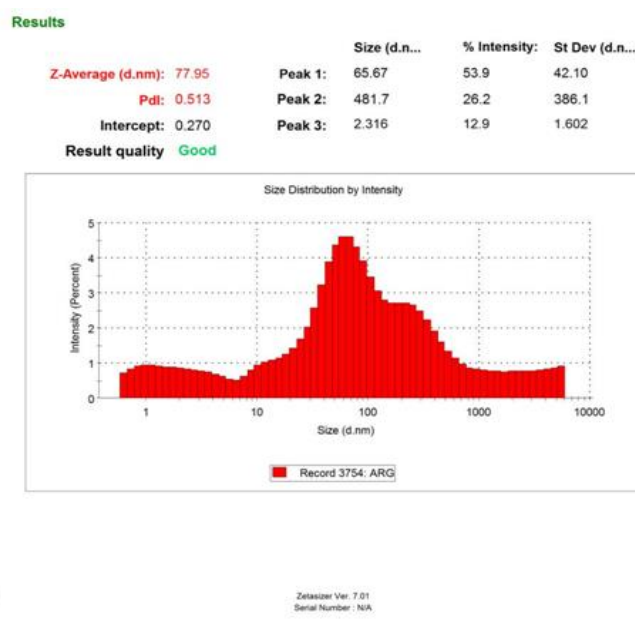 Results
Size (d.n... % Intensity: St Dev (d.n...
Z-Average (d.nm): 77.95 Peak 1: 65.67 53.9 42.10
PdI: 0.513 Peak 2: 481.7 26.2 386.1
Intercept: 0.270 Peak 3: 2.316 12.9 1.602
Result quality Good
Size Distribution by Intensity
Intensity (Percent)
5
4
3
2
1
0
1 10 100 1000 10000
Size (d.nm)
Record 3754: ARG
Zetasizer Ver. 7.01
Serial Number : N/A